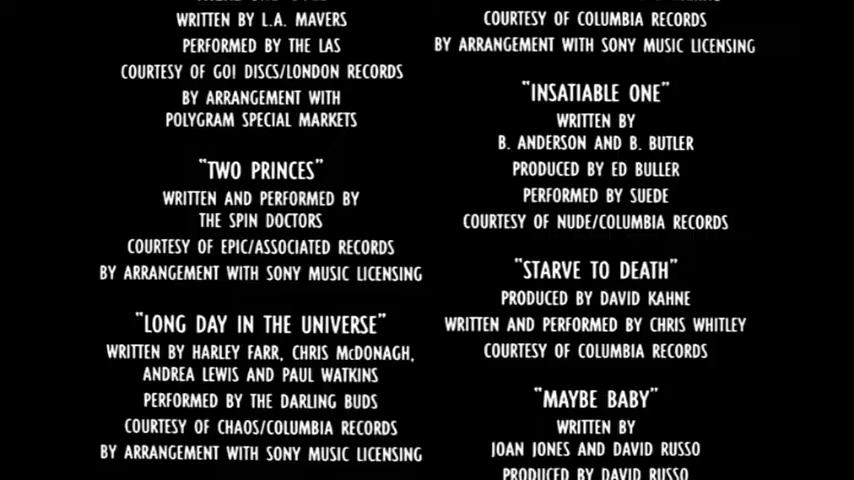 WRITTEN BY L.A. MAVERS
PERFORMED BY THE LAS
COURTESY OF GO! DISCS/LONDON RECORDS
BY ARRANGEMENT WITH
POLYGRAM SPECIAL MARKETS
"TWO PRINCES"
WRITTEN AND PERFORMED BY
THE SPIN DOCTORS
COURTESY OF EPIC/ASSOCIATED RECORDS
BY ARRANGEMENT WITH SONY MUSIC LICENSING
"LONG DAY IN THE UNIVERSE"
WRITTEN BY HARLEY FARR, CHRIS McDONAGH,
ANDREA LEWIS AND PAUL WATKINS
PERFORMED BY THE DARLING BUDS
COURTESY OF CHAOS/COLUMBIA RECORDS
BY ARRANGEMENT WITH SONY MUSIC LICENSING
COURTESY OF COLUMBIA RECORDS
BY ARRANGEMENT WITH SONY MUSIC LICENSING
"INSATIABLE ONE"
WRITTEN BY
B. ANDERSON AND B. BUTLER
PRODUCED BY ED BULLER
PERFORMED BY SUEDE
COURTESY OF NUDE/COLUMBIA RECORDS
"STARVE TO DEATH"
PRODUCED BY DAVID KAHNE
WRITTEN AND PERFORMED BY CHRIS WHITLEY
COURTESY OF COLUMBIA RECORDS
"MAYBE BABY"
WRITTEN BY
JOAN JONES AND DAVID RUSSO
PRODUCED BY DAVID RUSSO